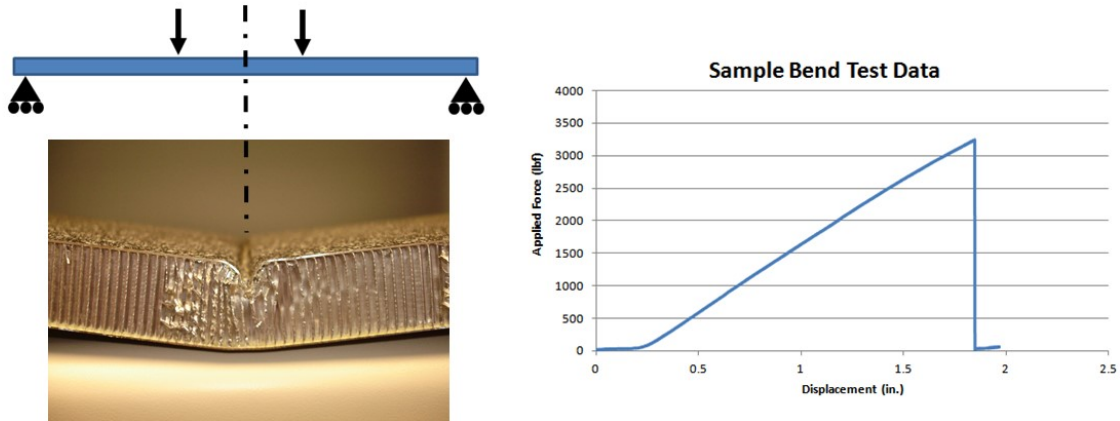 Sample Bend Test Data
4000
3500
3000
2500
2000
1500
1000
500
0
Applied Force (lbf)
0 0.5 1 1.5 2 2.5
Displacement (in.)